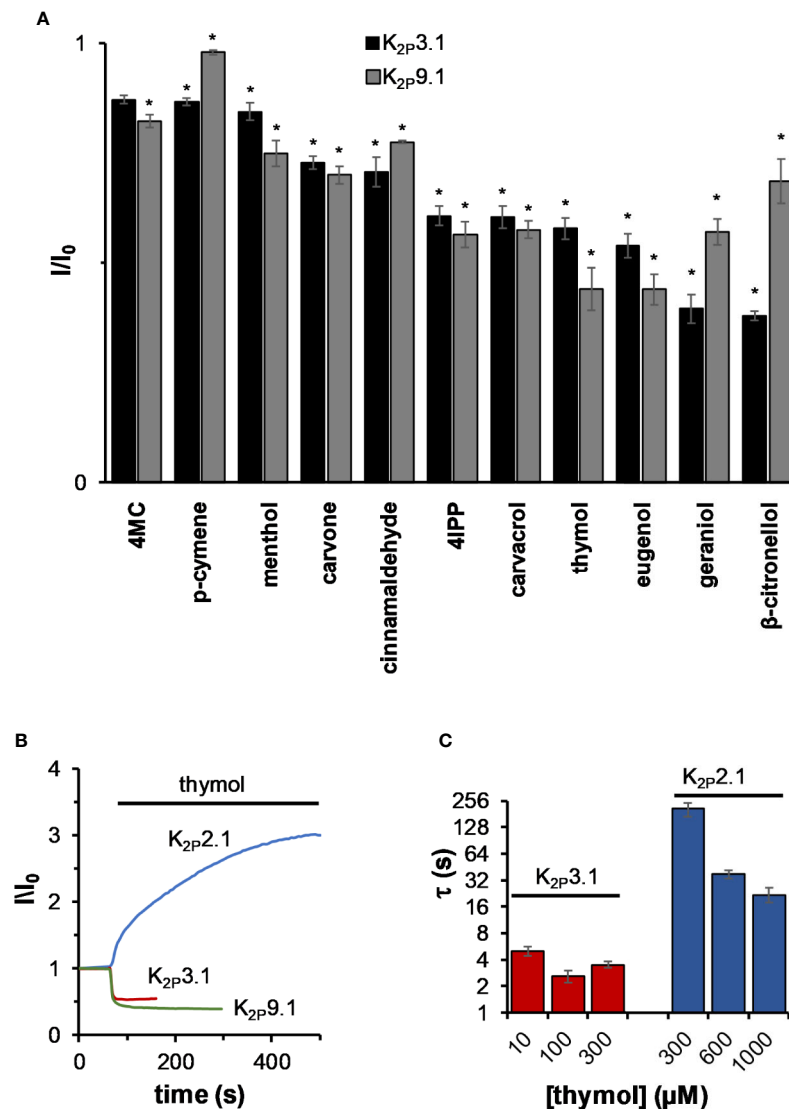 A
K2P3.1
K2P9.1
1
I/I0
0
* * * * * * * * * * * * * * * * * * * * *
4MC
p-cymene
menthol
carvone
cinnamaldehyde
4IPP
carvacrol
thymol
eugenol
geraniol
β-citronellol
B
thymol
4
3
2
1
0
I\I0
K2P2.1
K2P3.1
K2P9.1
0 200 400
time (s)
C
K2P2.1
K2P3.1
256
128
64
32
16
8
4
2
1
τ (s)
10 100 300 300 600 1000
[thymol] (µM)